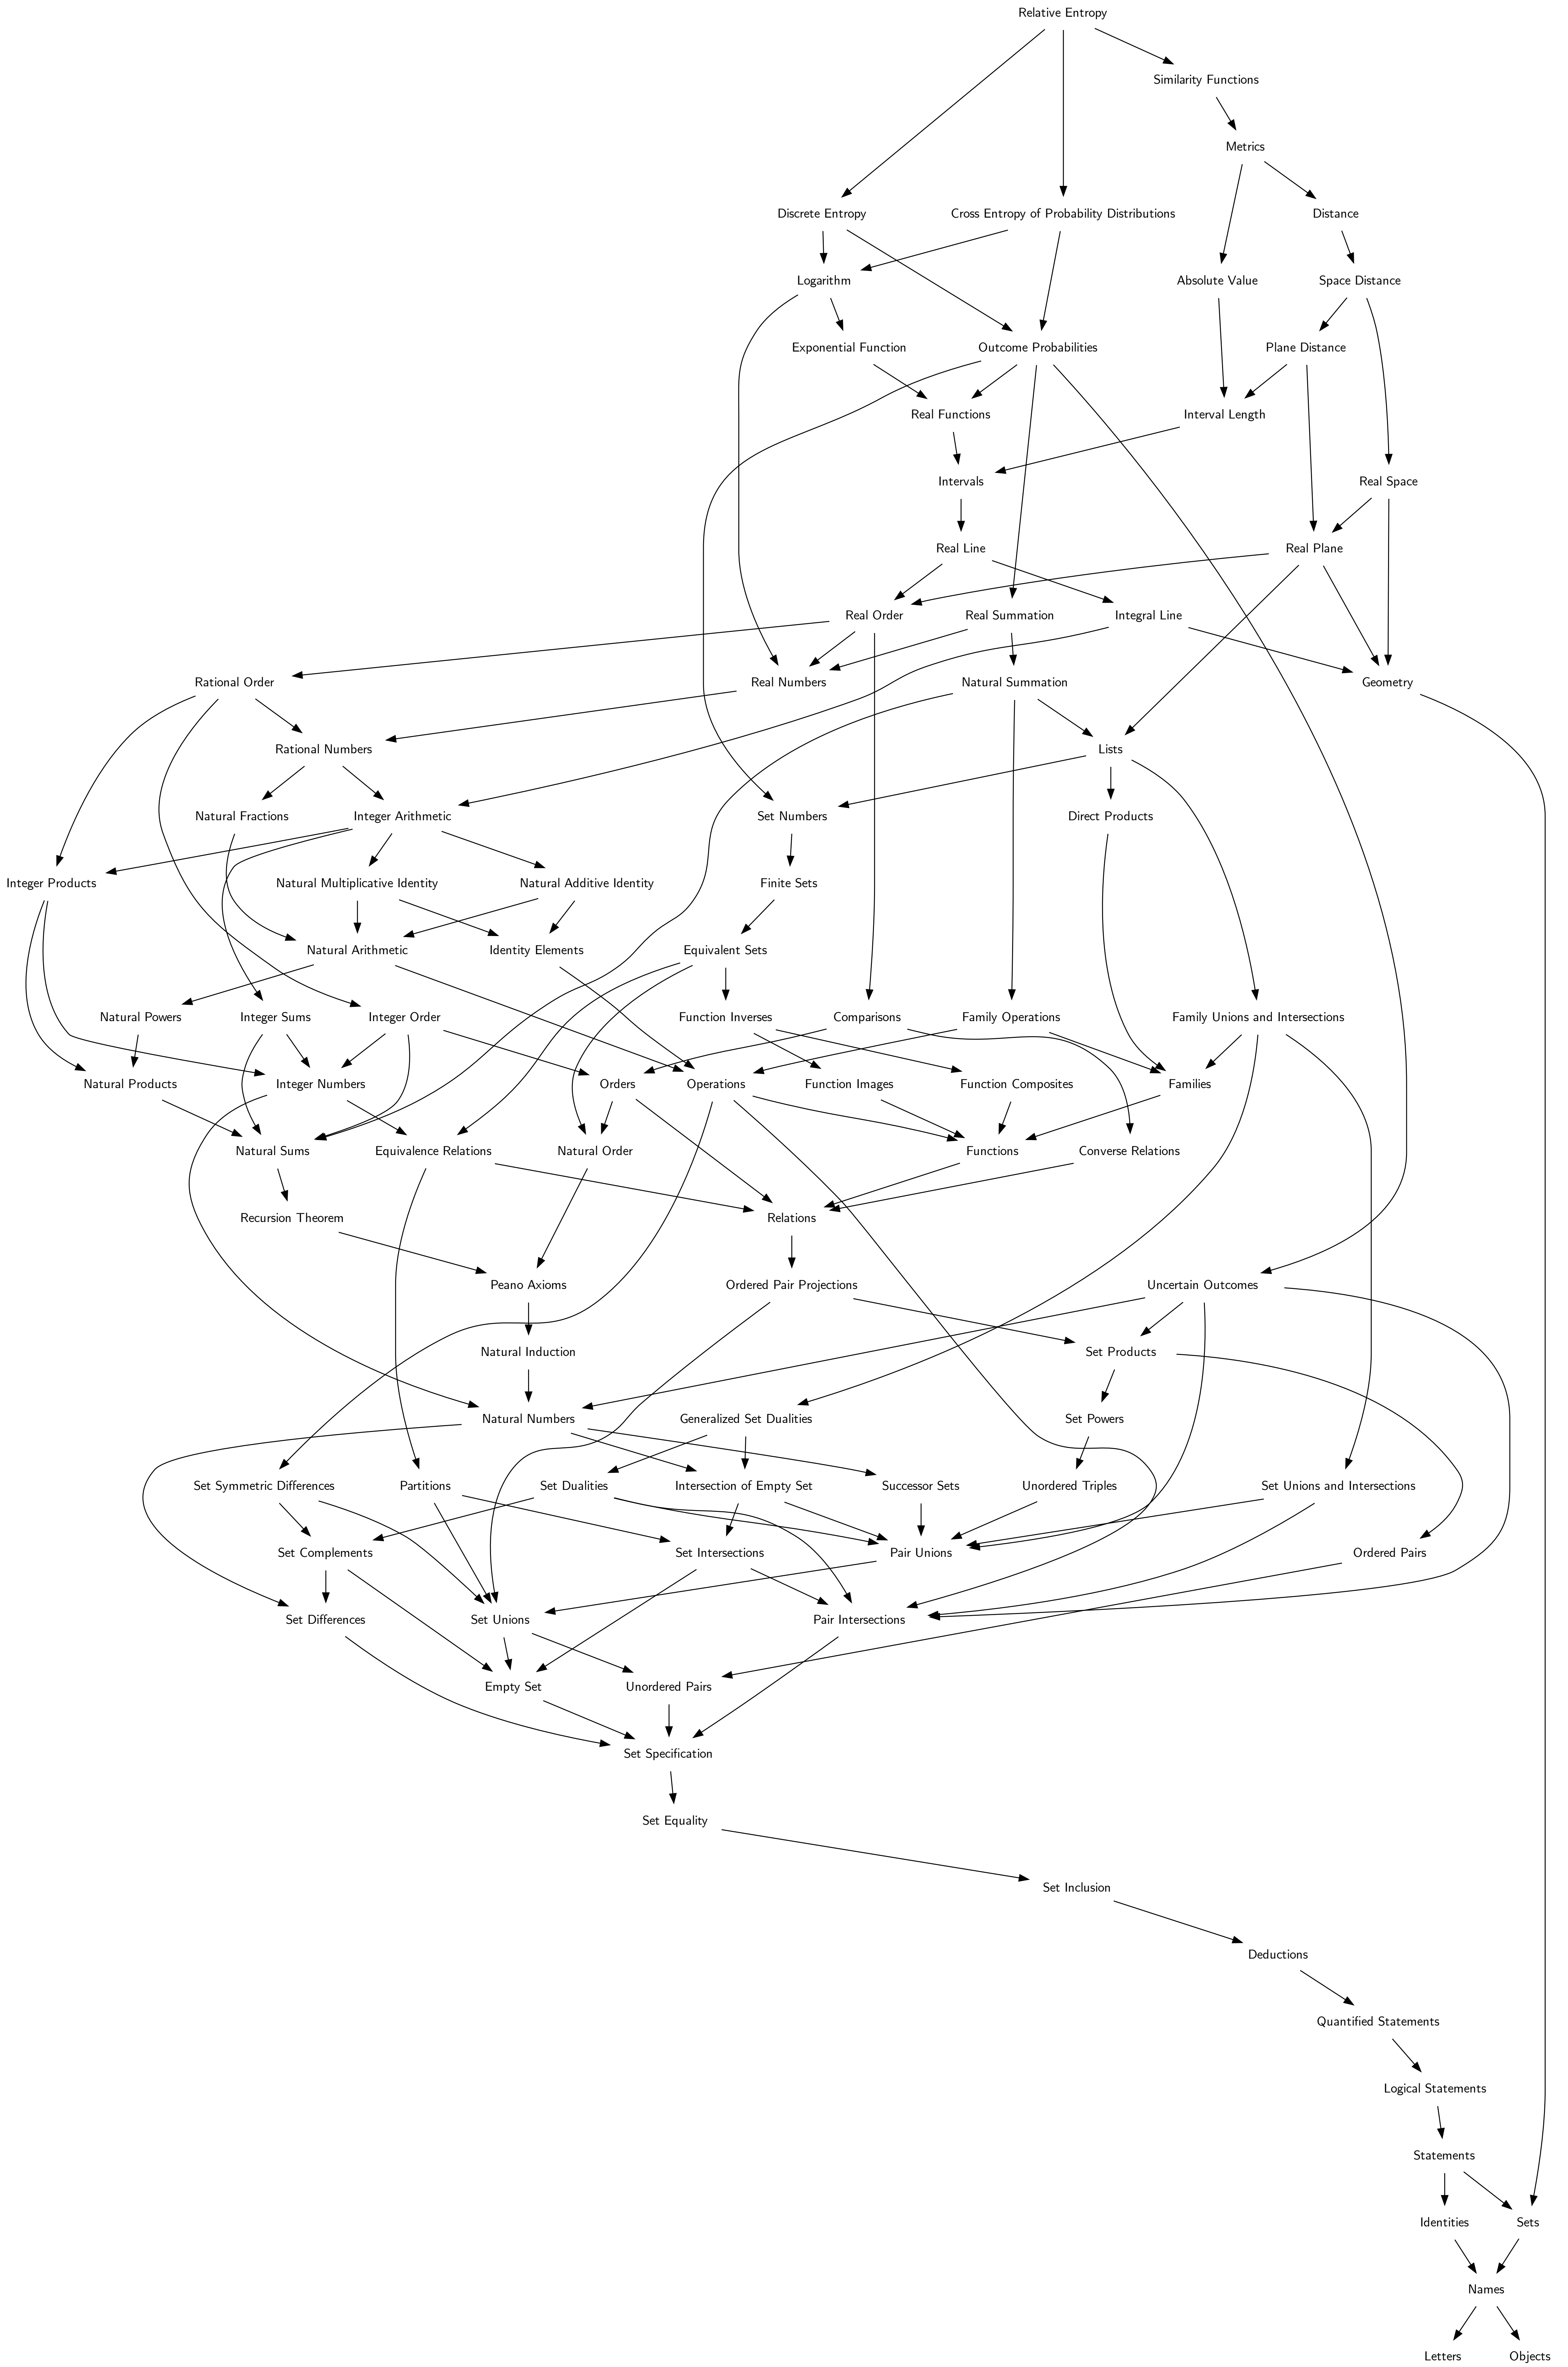 Relative Entropy
Similarity Functions
Metrics
Discrete Entropy
Cross Entropy of Probability Distributions
Distance
Logarithm
Absolute Value
Space Distance
Exponential Function
Outcome Probabilities
Plane Distance
Real Functions
Interval Length
Intervals
Real Space
Real Line
Real Plane
Real Order
Real Summation
Integral Line
Rational Order
Real Numbers
Natural Summation
Geometry
Rational Numbers
Lists
Natural Fractions
Integer Arithmetic
Set Numbers
Direct Products
Integer Products
Natural Multiplicative Identity
Natural Additive Identity
Finite Sets
Natural Arithmetic
Identity Elements
Equivalent Sets
Natural Powers
Integer Sums
Integer Order
Function Inverses
Comparisons
Family Operations
Family Unions and Intersections
Natural Products
Integer Numbers
Orders
Operations
Function Images
Function Composites
Families
Natural Sums
Equivalence Relations
Natural Order
Functions
Converse Relations
Recursion Theorem
Relations
Peano Axioms
Ordered Pair Projections
Uncertain Outcomes
Natural Induction
Set Products
Natural Numbers
Generalized Set Dualities
Set Powers
Set Symmetric Differences
Partitions
Set Dualities
Intersection of Empty Set
Successor Sets
Unordered Triples
Set Unions and Intersections
Set Complements
Set Intersections
Pair Unions
Ordered Pairs
Set Differences
Set Unions
Pair Intersections
Empty Set
Unordered Pairs
Set Specification
Set Equality
Set Inclusion
Deductions
Quantified Statements
Logical Statements
Statements
Identities
Sets
Names
Letters
Objects